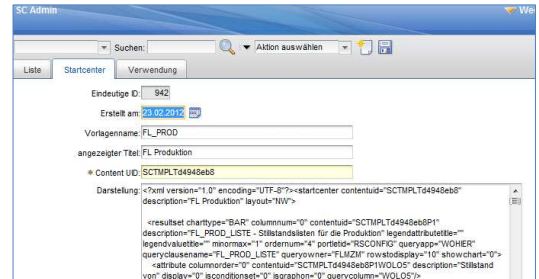 SC Admin
We
Suchen:
Aktion auswählen
Liste Startcenter Verwendung
Eindeutige ID: 942
Erstellt am: 23.02.2012
Vorlagenname: FL_PROD
angezeigter Titel: FL Produktion
* Content UID: SCTMPLTd4948eb8
Darstellung: <?xml version="1.0" encoding="UTF-8"?><startcenter contentuid="SCTMPLTd4948eb8"
description="FL Produktion" layout="NW">
<resultset charttype="BAR" columnnum="0" contentuid="SCTMPLTd4948eb8P1"
description="FL_PROD_LISTE - Stillstandslisten für die Produktion" legendattributetitle=""
legendvaluetitle="" minormax="1" ordernum="4" portletid="RSCONFIG" queryapp="WOHIER"
queryclausename="FL_PROD_LISTE" queryowner="FLMZM" rowstodisplay="10" showchart="0">
<attribute columnorder="0" contentuid="SCTMPLTd4948eb8P1WOLO5" description="Stillstand
von" display="0" isconditionset="0" isgraphon="0" querycolumn="WOLO5"/>